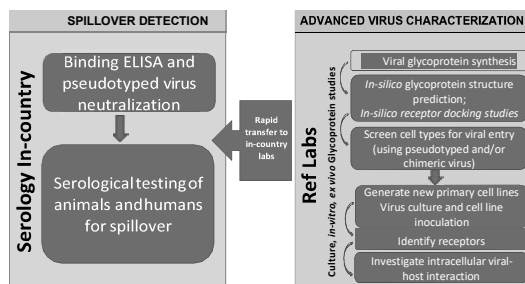 SPILLOVER DETECTION
Serology In-country
Binding ELISA and
pseudotyped virus
neutralization
Serological testing of
animals and humans
for spillover
Rapid
transfer to
in-country
labs
ADVANCED VIRUS CHARACTERIZATION
Ref Labs
Culture, in-vitro, ex vivo Glycoprotein studies
Viral glycoprotein synthesis
In-silico glycoprotein structure
prediction;
In-silico receptor docking studies
Screen cell types for viral entry
(using pseudotyped and/or
chimeric virus)
Generate new primary cell lines
Virus culture and cell line
inoculation
Identify receptors
Investigate intracellular viral-
host interaction